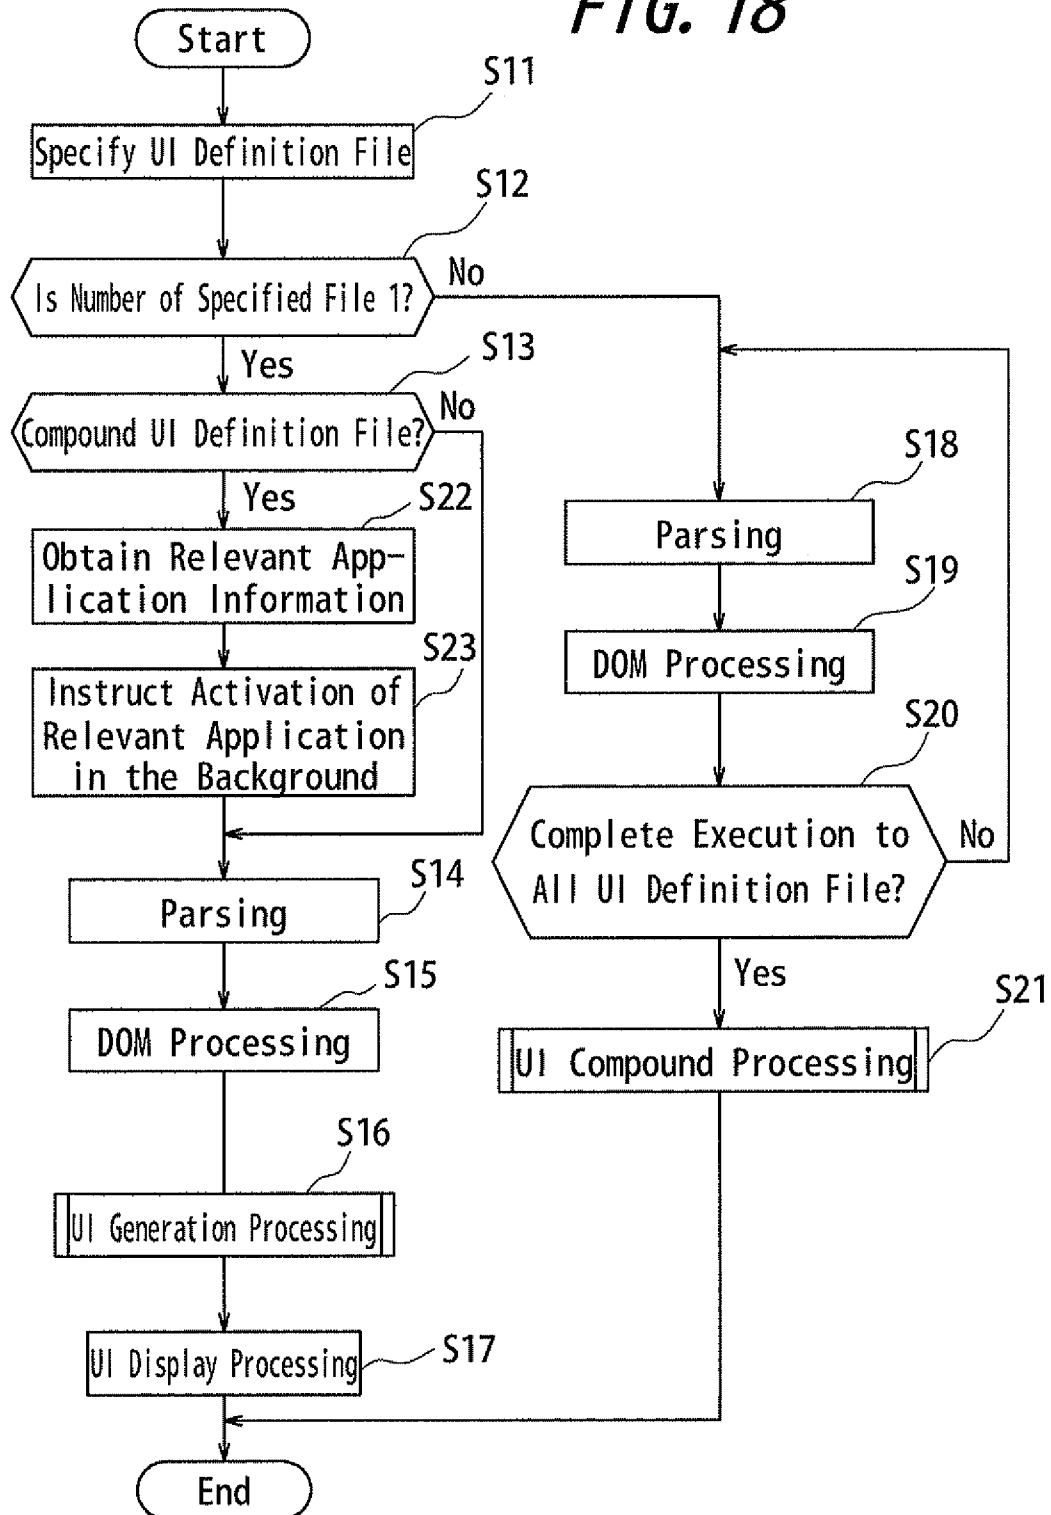 FIG. 18
Start
S11
Specify UI Definition File
S12
Is Number of Specified File 1?
No
Yes
S13
Compound UI Definition File?
No
Yes
S22
Obtain Relevant App-
lication Information
S23
Instruct Activation of
Relevant Application
in the Background
S14
Parsing
S15
DOM Processing
S16
UI Generation Processing
UI Display Processing
S17
S18
Parsing
S19
DOM Processing
S20
Complete Execution to
All UI Definition File?
No
Yes
S21
UI Compound Processing
End